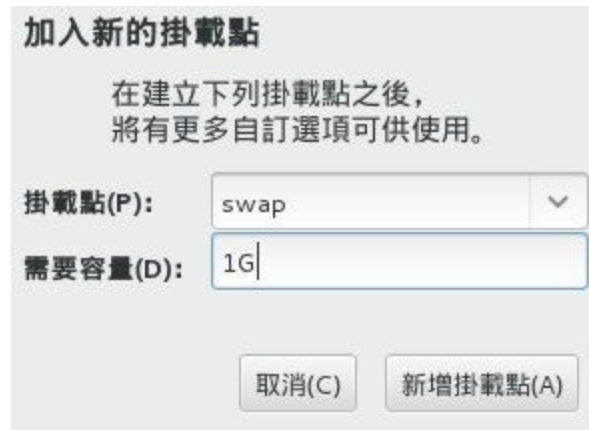 加入新的掛載點
在建立下列掛載點之後，
將有更多自訂選項可供使用。
掛載點(P)： swap
需要容量(D)： 1G
取消(C) 新增掛載點(A)